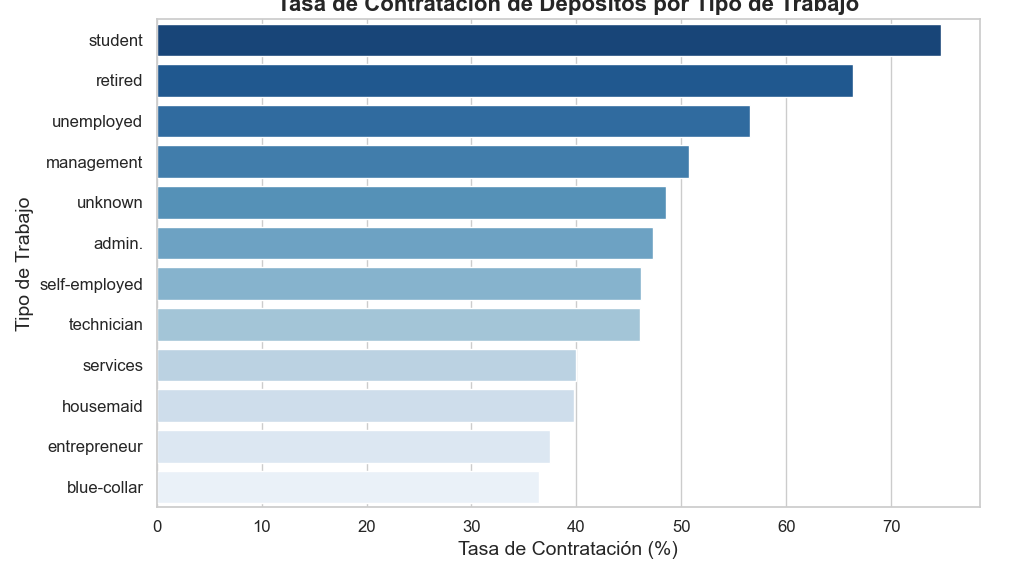 Tasa de Contratación de Depósitos por Tipo de Trabajo
student
retired
unemployed
management
unknown
admin.
self-employed
technician
services
housemaid
entrepreneur
blue-collar
Tipo de Trabajo
0 10 20 30 40 50 60 70
Tasa de Contratación (%)